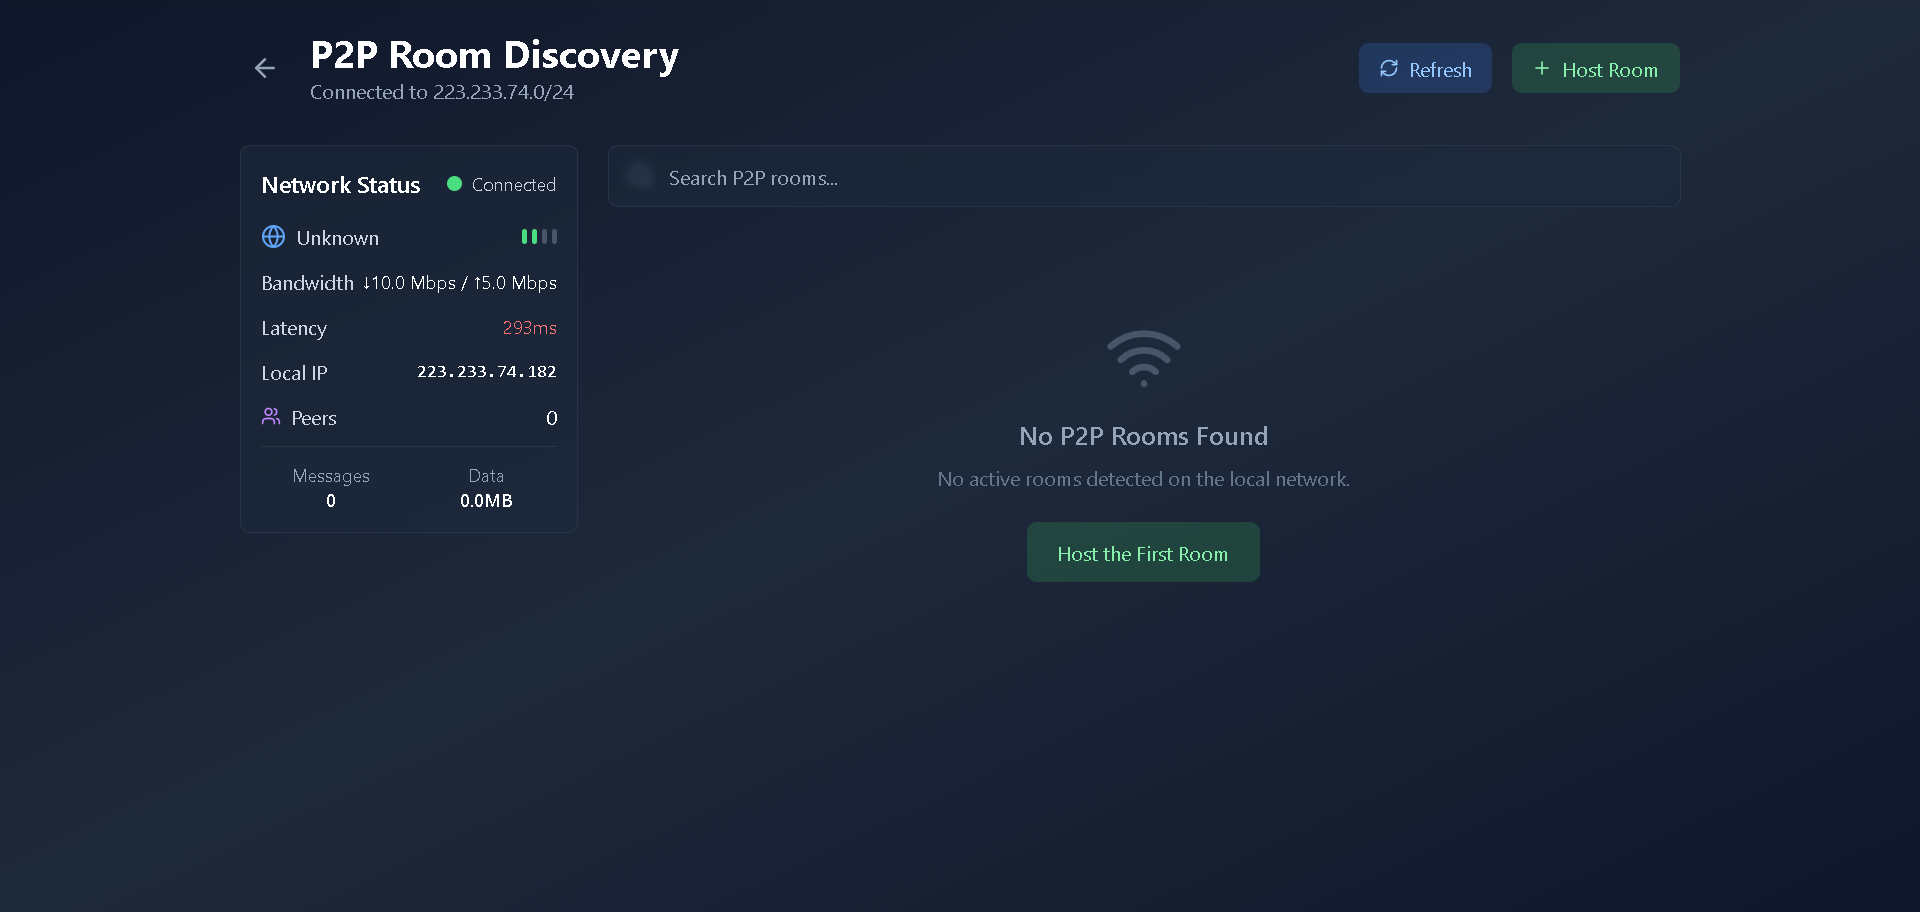 P2P Room Discovery
Connected to 223.233.74.0/24
Refresh
Host Room
Network Status
Connected
Unknown
Bandwidth ↓10.0 Mbps / ↑5.0 Mbps
Latency 293ms
Local IP 223.233.74.182
Peers 0
Messages Data
0 0.0MB
Search P2P rooms...
No P2P Rooms Found
No active rooms detected on the local network.
Host the First Room